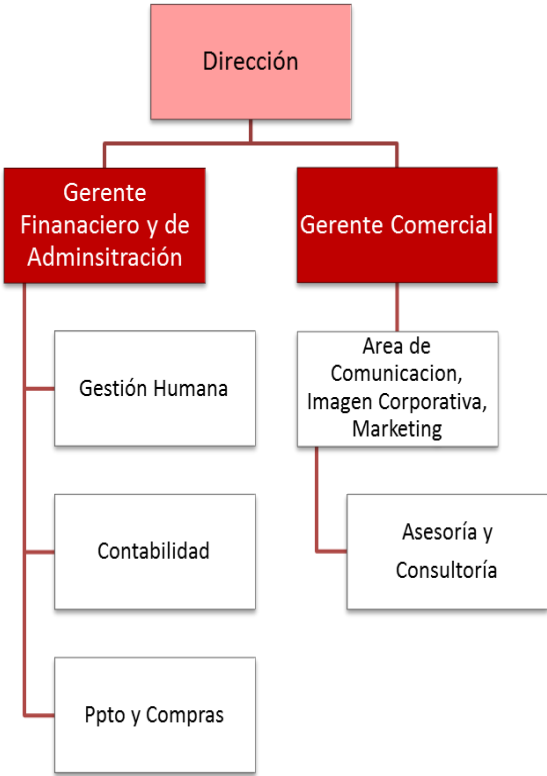 Dirección
Gerente
Finanaciero y de
Adminsitración
Gerente Comercial
Gestión Humana
Area de
Comunicacion,
Imagen Corporativa,
Marketing
Contabilidad
Asesoría y
Consultoría
Ppto y Compras